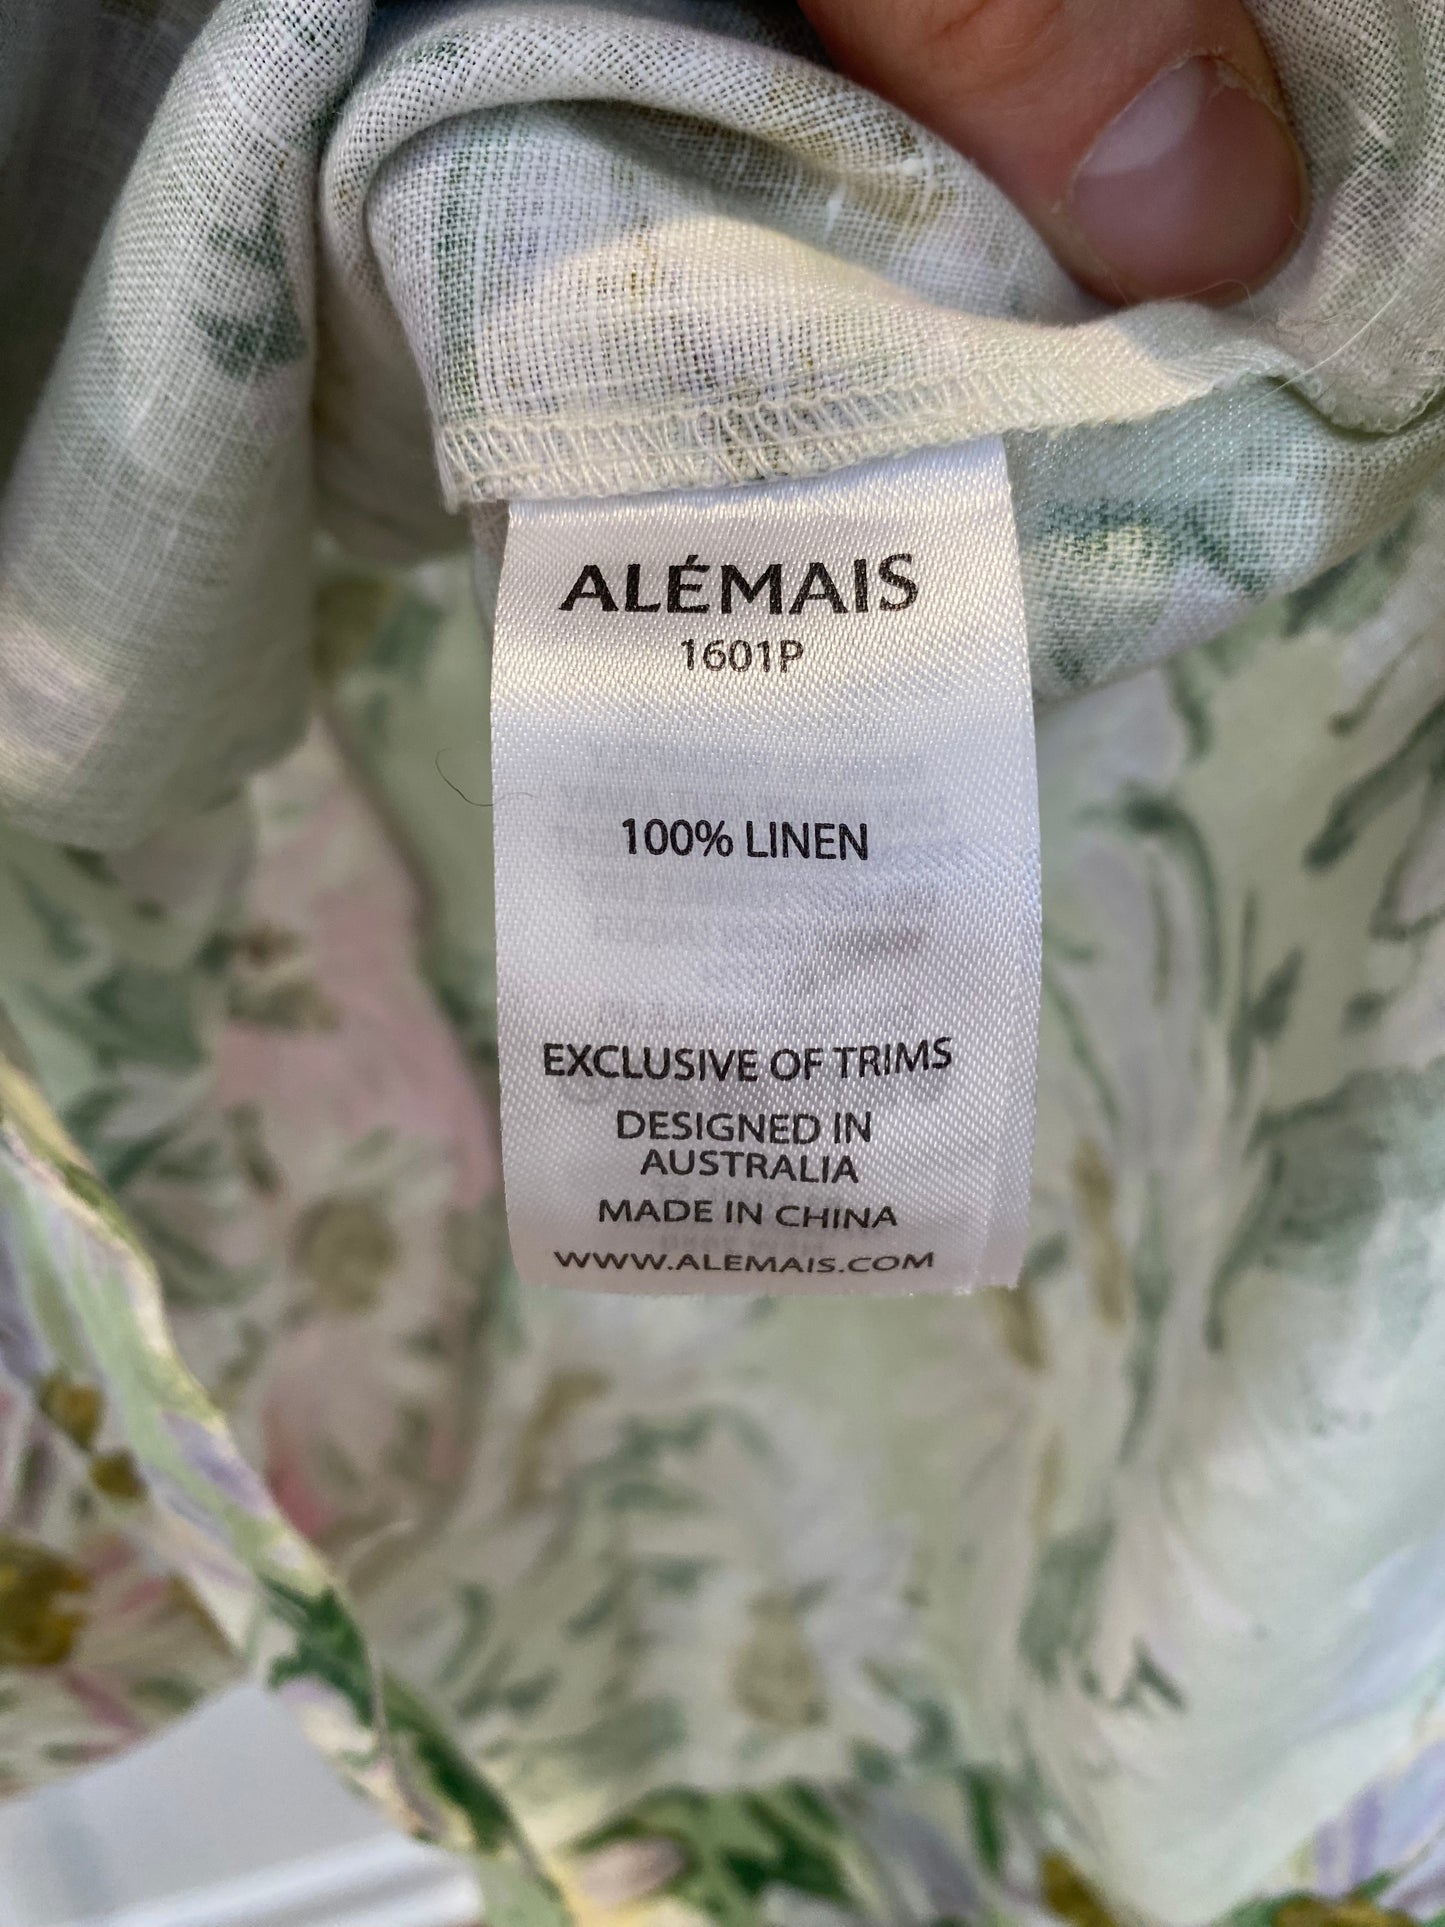 ALÉMAIS
1601P
100% LINEN
EXCLUSIVE OF TRIMS
DESIGNED IN
AUSTRALIA
MADE IN CHINA
WWW.ALEMAIS.COM